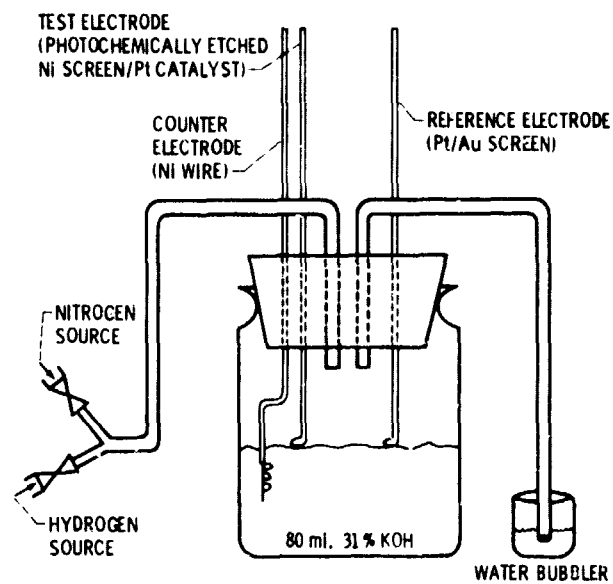 TEST ELECTRODE
(PHOTOCHEMICALLY ETCHED
Ni SCREEN/Pt CATALYST)
COUNTER
ELECTRODE
(Ni WIRE)
REFERENCE ELECTRODE
(Pt/Au SCREEN)
NITROGEN
SOURCE
HYDROGEN
SOURCE
80 ml. 31% KOH
WATER BUBBLER